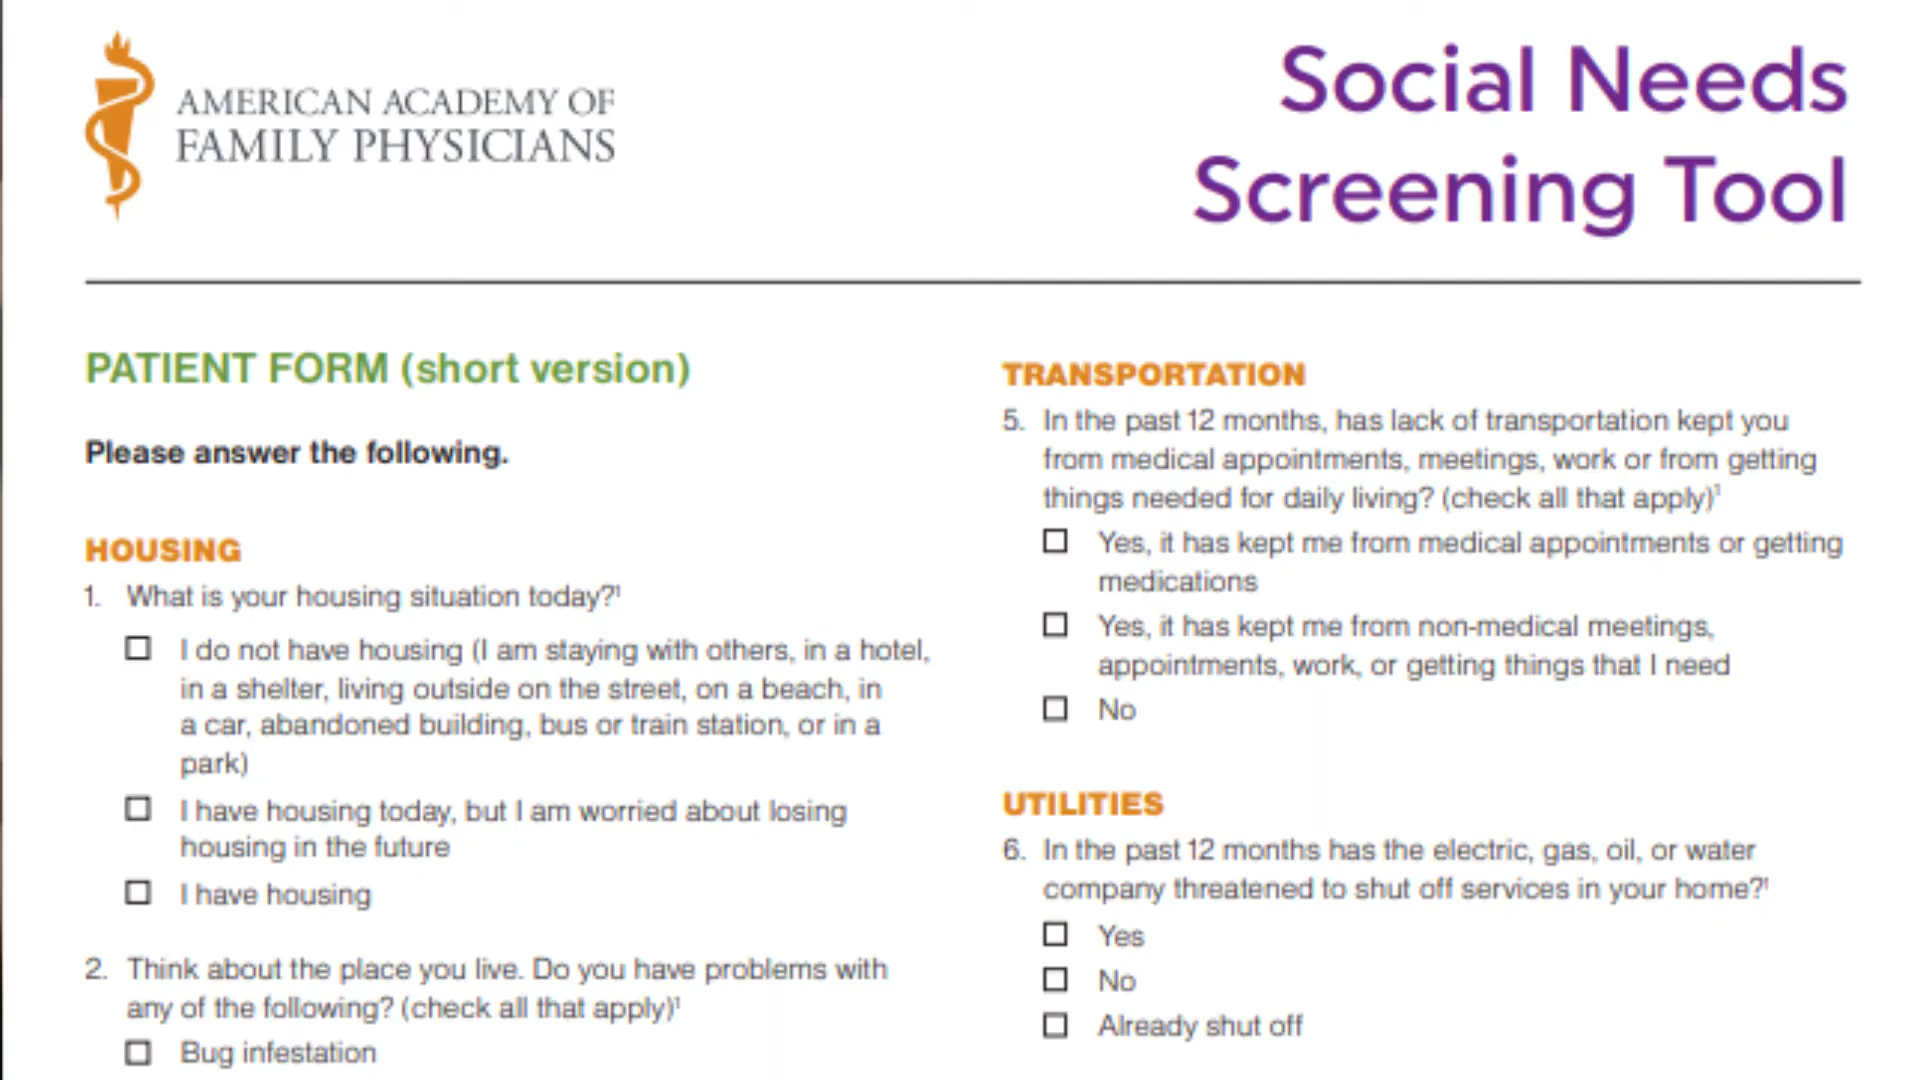 AMERICAN ACADEMY OF
FAMILY PHYSICIANS
Social Needs
Screening Tool
PATIENT FORM (short version)
Please answer the following.
HOUSING
1. What is your housing situation today?¹
I do not have housing (I am staying with others, in a hotel,
in a shelter, living outside on the street, on a beach, in
a car, abandoned building, bus or train station, or in a
park)
I have housing today, but I am worried about losing
housing in the future
I have housing
2. Think about the place you live. Do you have problems with
any of the following? (check all that apply)¹
Bug infestation
TRANSPORTATION
5. In the past 12 months, has lack of transportation kept you
from medical appointments, meetings, work or from getting
things needed for daily living? (check all that apply)¹
Yes, it has kept me from medical appointments or getting
medications
Yes, it has kept me from non-medical meetings,
appointments, work, or getting things that I need
No
UTILITIES
6. In the past 12 months has the electric, gas, oil, or water
company threatened to shut off services in your home?¹
Yes
No
Already shut off